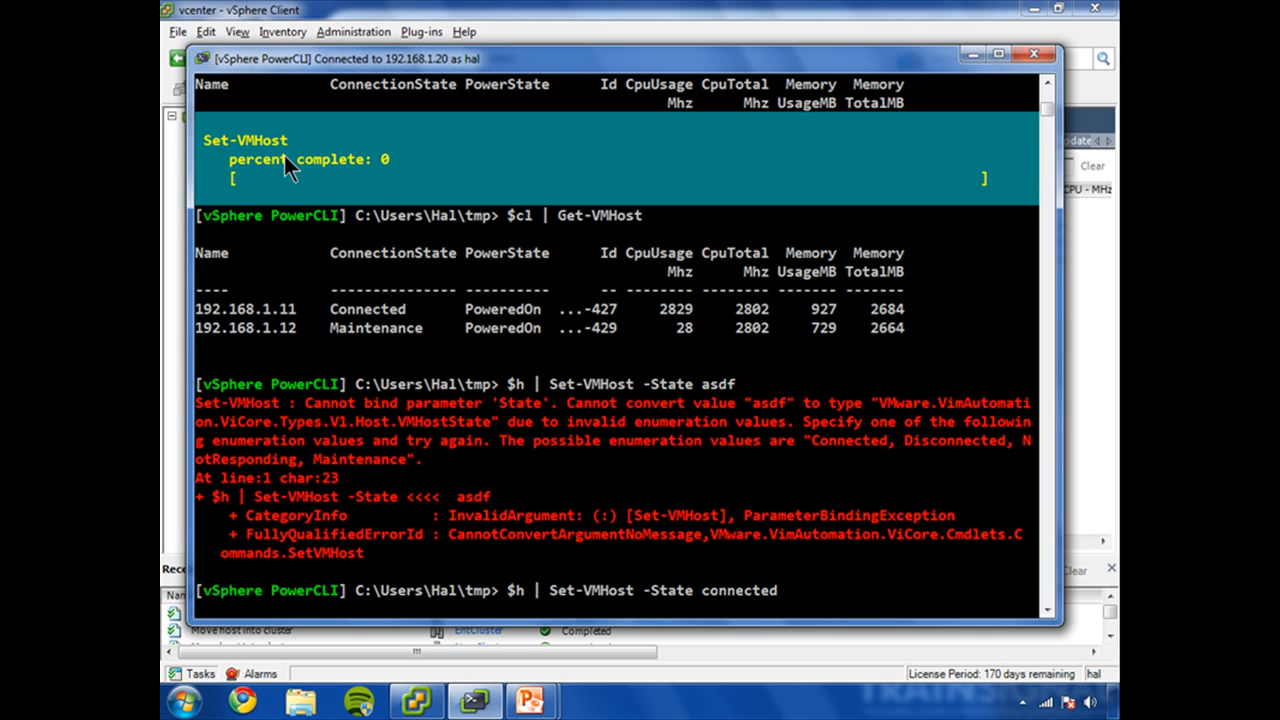 vcenter - vSphere Client
File Edit View Inventory Administration Plug-ins Help
[vSphere PowerCLI] Connected to 192.168.1.20 as hal
Name ConnectionState PowerState Id CpuUsage CpuTotal Memory Memory
Mhz Mhz UsageMB TotalMB
Set-VMHost
percent complete: 0
[ ]
[vSphere PowerCLI] C:\Users\Hal\tmp> $cl | Get-VMHost
Name ConnectionState PowerState Id CpuUsage CpuTotal Memory Memory
Mhz Mhz UsageMB TotalMB
---- --------------- ---------- -- -------- -------- ------- -------
192.168.1.11 Connected PoweredOn ...-427 2829 2802 927 2684
192.168.1.12 Maintenance PoweredOn ...-429 28 2802 729 2664
[vSphere PowerCLI] C:\Users\Hal\tmp> $h | Set-VMHost -State asdf
Set-VMHost : Cannot bind parameter 'State'. Cannot convert value "asdf" to type "VMware.VimAutomati
on.ViCore.Types.V1.Host.VMHostState" due to invalid enumeration values. Specify one of the followin
g enumeration values and try again. The possible enumeration values are "Connected, Disconnected, N
otResponding, Maintenance".
At line:1 char:23
+ $h | Set-VMHost -State <<<< asdf
+ CategoryInfo : InvalidArgument: (:) [Set-VMHost], ParameterBindingException
+ FullyQualifiedErrorId : CannotConvertArgumentNoMessage,VMware.VimAutomation.ViCore.Cmdlets.C
ommands.SetVMHost
[vSphere PowerCLI] C:\Users\Hal\tmp> $h | Set-VMHost -State connected
Clear
CPU - MHz
Clear
Move host into cluster EntCluster Completed
Tasks Alarms License Period: 170 days remaining hal